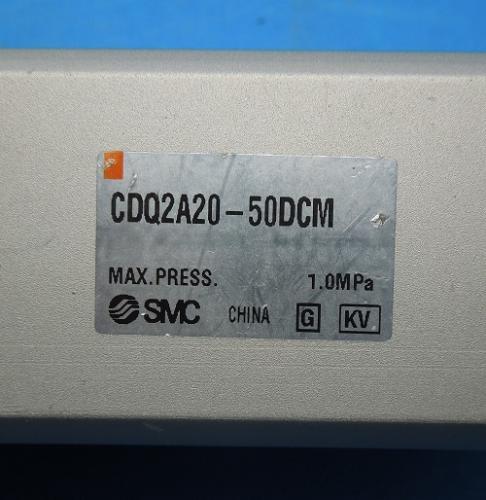 CDQ2A20-50DCM
MAX.PRESS. 1.0MPa
SMC CHINA G KV